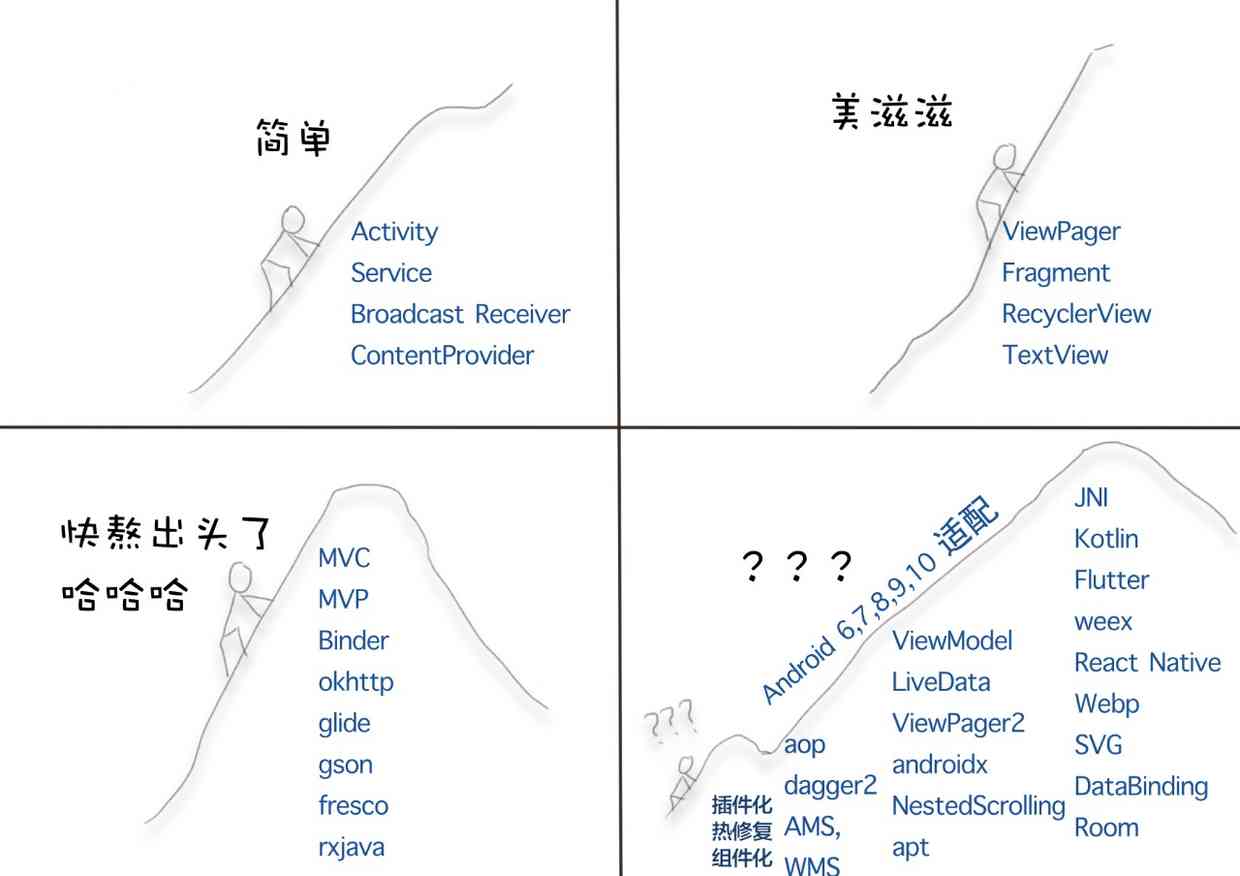 简单
Activity
Service
Broadcast Receiver
ContentProvider
美滋滋
ViewPager
Fragment
RecyclerView
TextView
快熬出头了
哈哈哈
MVC
MVP
Binder
okhttp
glide
gson
fresco
rxjava
？？？
???
Android 6,7,8,9,10 适配
插件化
热修复
组件化
aop
dagger2
AMS,
WMS
ViewModel
LiveData
ViewPager2
androidx
NestedScrolling
apt
JNI
Kotlin
Flutter
weex
React Native
Webp
SVG
DataBinding
Room